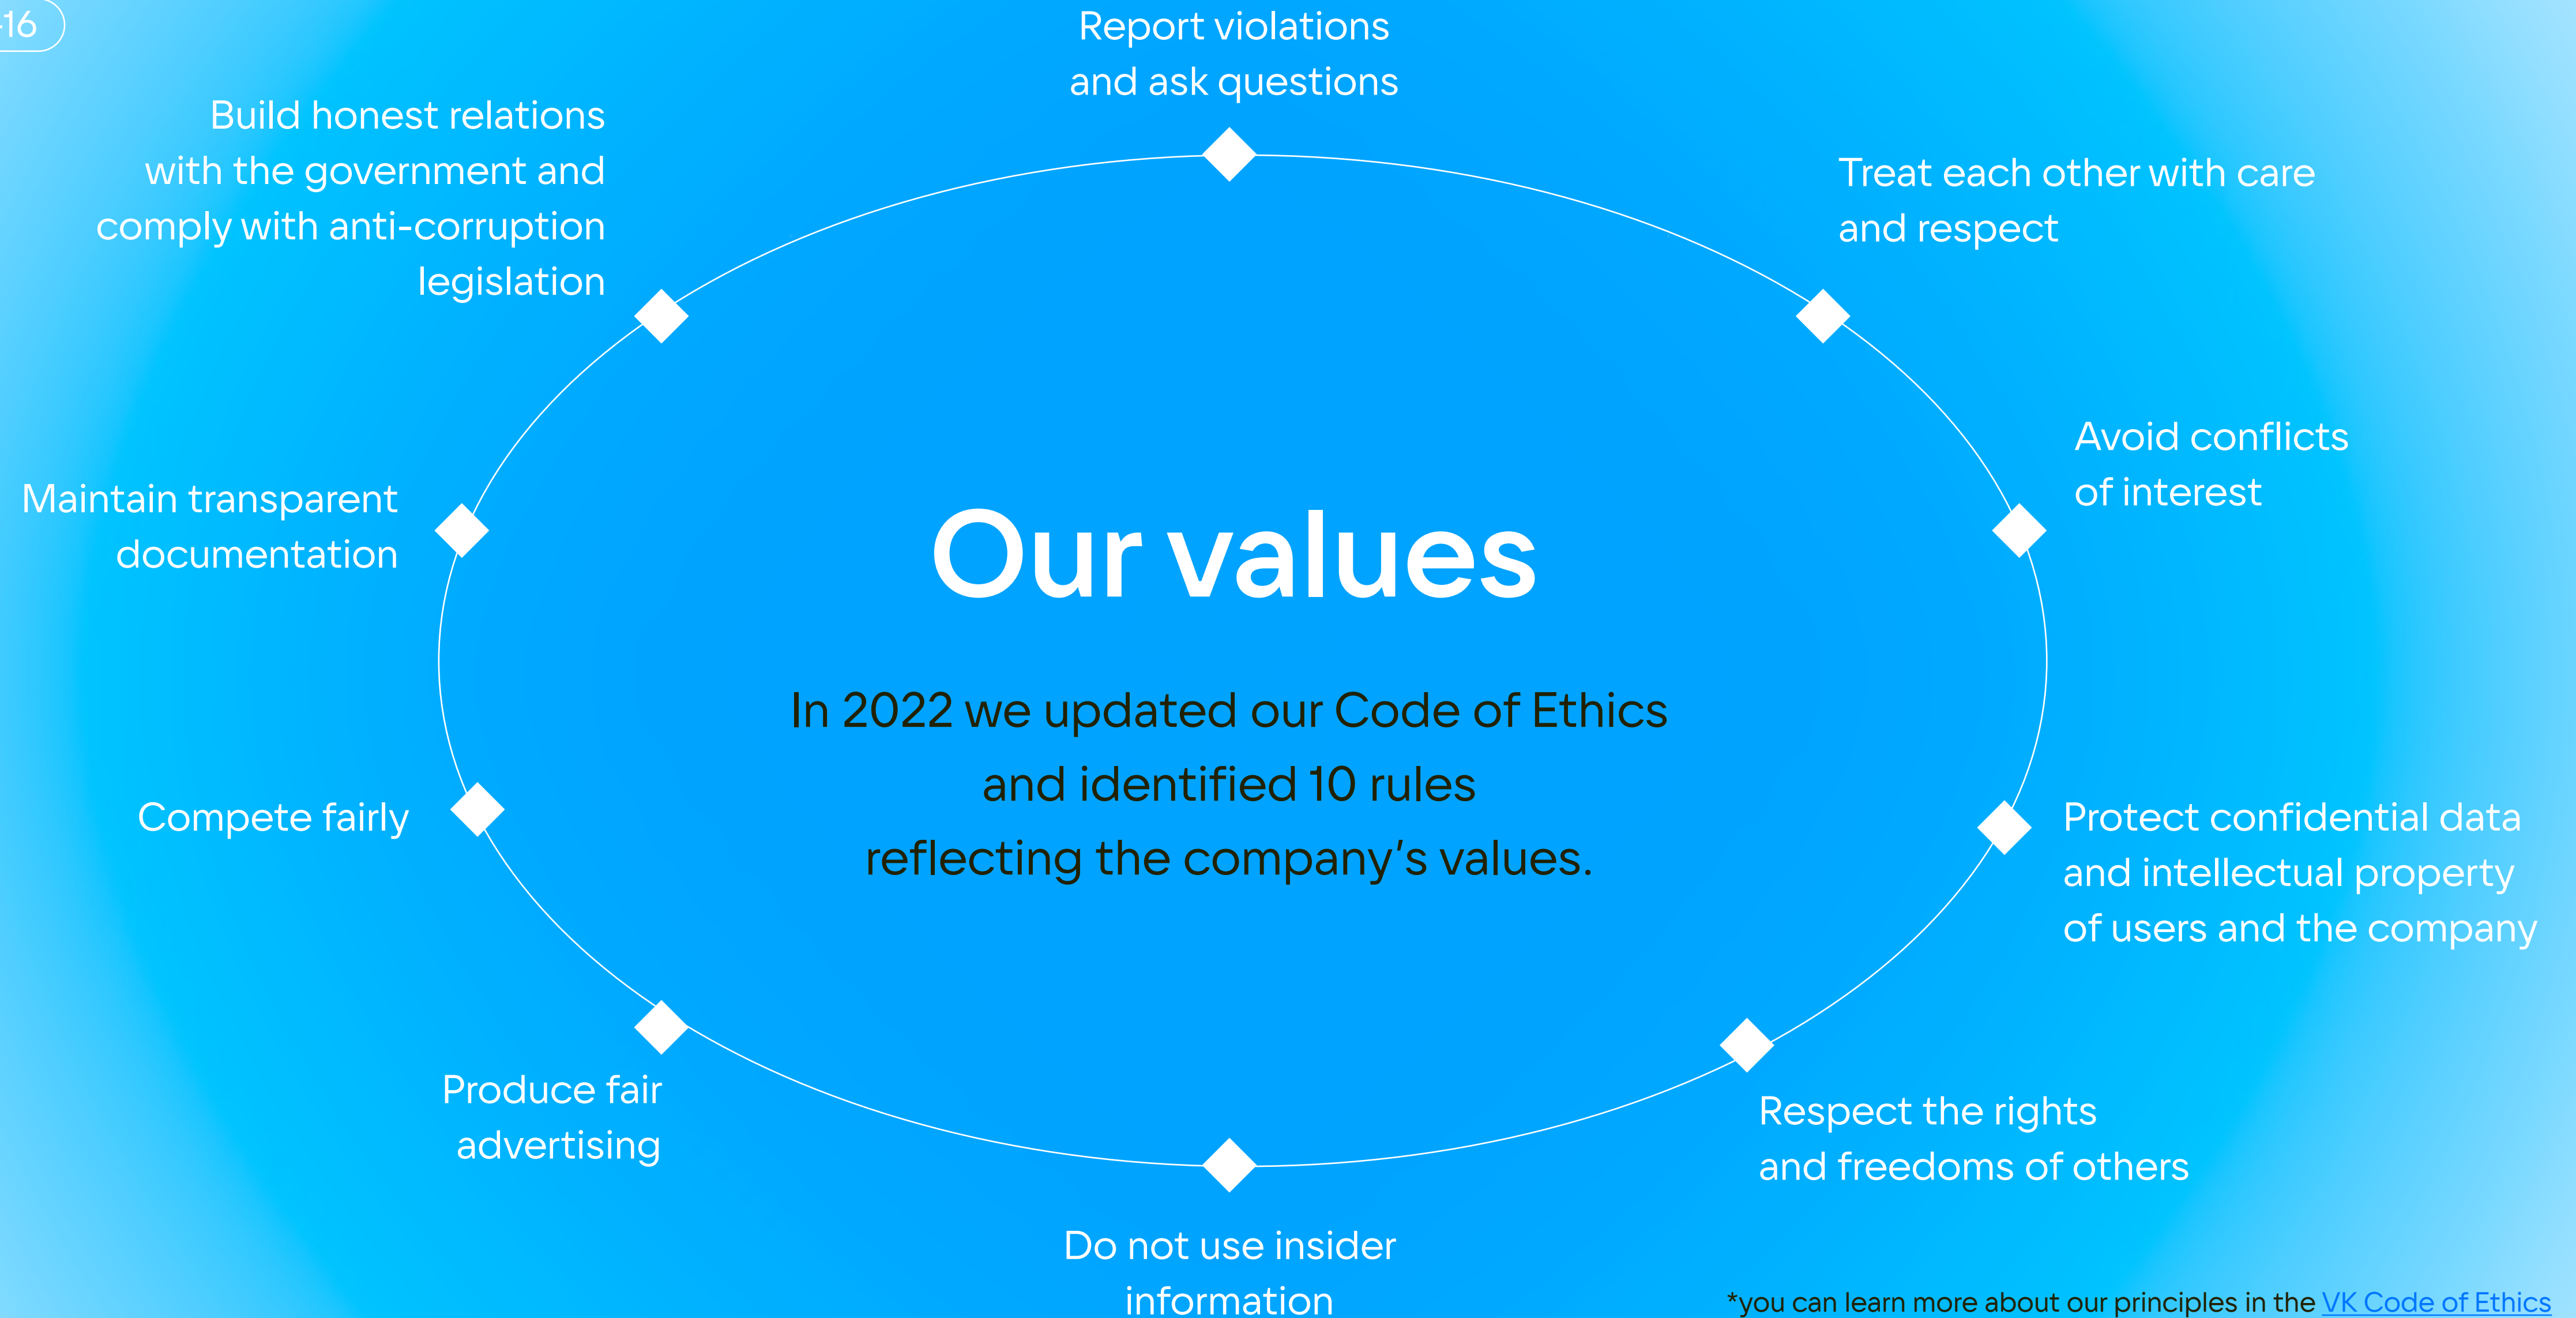 -16
Report violations
and ask questions
Build honest relations
with the government and
comply with anti-corruption
legislation
Treat each other with care
and respect
Avoid conflicts
of interest
Maintain transparent
documentation
Our values
In 2022 we updated our Code of Ethics
and identified 10 rules
reflecting the company’s values.
Compete fairly
Protect confidential data
and intellectual property
of users and the company
Produce fair
advertising
Respect the rights
and freedoms of others
Do not use insider
information
*you can learn more about our principles in the VK Code of Ethics